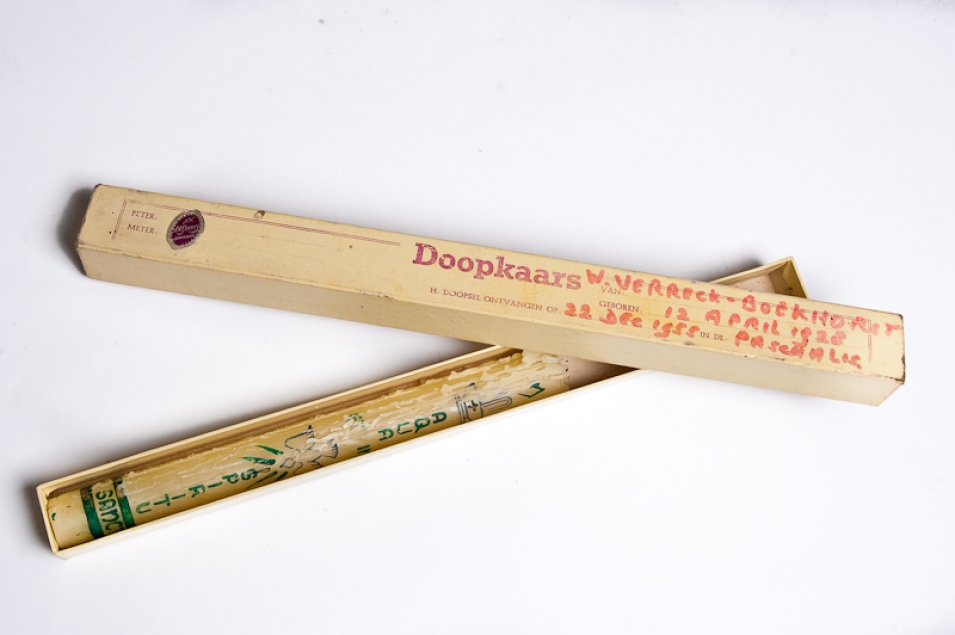 PETER.
METER.
Doopkaars
VAN. W. VERRECK-BOEKHORST
GEBOREN 12 APRIL 1928
H. DOOPSEL ONTVANGEN OP. 22 DEC 1955 IN DE. PASCHALIS
AQUA
SPIRITU
SANC